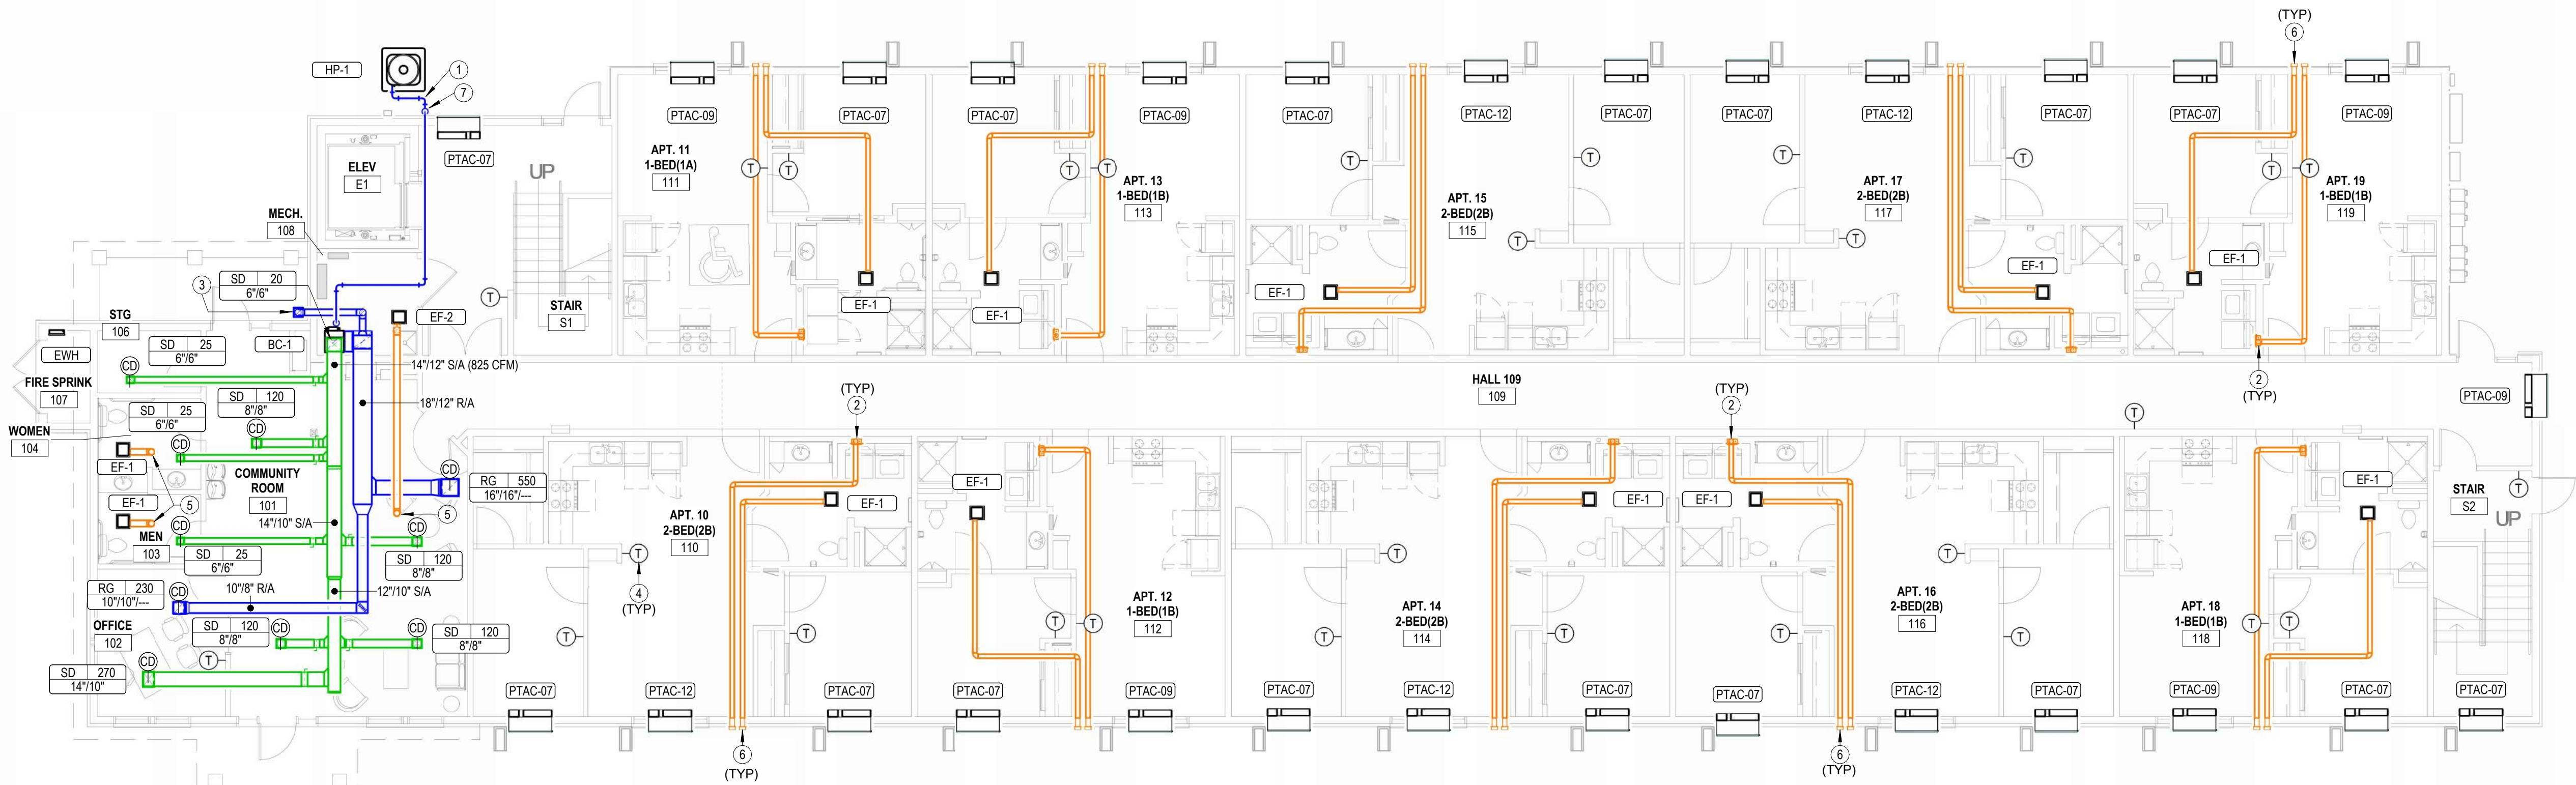 (TYP)
6
HP-1
1
7
PTAC-09
PTAC-07
PTAC-07
PTAC-09
PTAC-07
PTAC-12
PTAC-07
PTAC-07
PTAC-12
PTAC-07
PTAC-07
PTAC-09
PTAC-07
ELEV
E1
UP
APT. 11
1-BED(1A)
111
T
T
T
T
APT. 13
1-BED(1B)
113
T
APT. 15
2-BED(2B)
115
T
T
T
APT. 17
2-BED(2B)
117
T
T
T
T
APT. 19
1-BED(1B)
119
MECH.
108
SD 20
6"/6"
3
T
STAIR
S1
EF-1
EF-1
EF-1
EF-1
EF-1
STG
106
EF-2
EWH
SD 25
6"/6"
BC-1
CD
14"/12" S/A (825 CFM)
FIRE SPRINK
107
SD 120
8"/8"
18"/12" R/A
(TYP)
2
HALL 109
109
(TYP)
2
2
(TYP)
PTAC-09
T
SD 25
6"/6"
CD
CD
WOMEN
104
EF-1
COMMUNITY
ROOM
101
CD
RG 550
16"/16"/---
EF-1
5
5
14"/10" S/A
CD
CD
MEN
103
SD 25
6"/6"
SD 120
8"/8"
EF-1
EF-1
EF-1
EF-1
EF-1
STAIR
S2
T
UP
APT. 10
2-BED(2B)
110
T
4
(TYP)
T
T
T
T
APT. 12
1-BED(1B)
112
T
T
APT. 14
2-BED(2B)
114
T
T
T
APT. 16
2-BED(2B)
116
T
T
APT. 18
1-BED(1B)
118
T
T
RG 230
10"/10"/---
CD
10"/8" R/A
12"/10" S/A
OFFICE
102
SD 120
8"/8"
CD
CD
SD 120
8"/8"
T
CD
SD 270
14"/10"
PTAC-07
PTAC-12
PTAC-07
PTAC-07
PTAC-09
PTAC-07
PTAC-12
PTAC-07
PTAC-07
PTAC-12
PTAC-07
PTAC-09
PTAC-07
PTAC-07
6
(TYP)
6
(TYP)